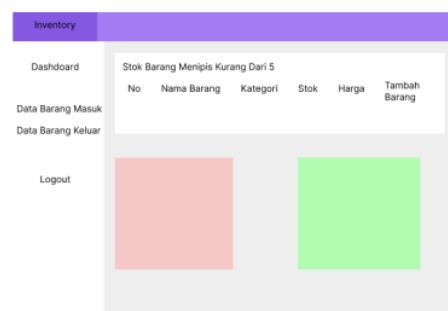 Inventory
Dashdoard
Data Barang Masuk
Data Barang Keluar
Logout
Stok Barang Menipis Kurang Dari 5
No Nama Barang Kategori Stok Harga Tambah
Barang